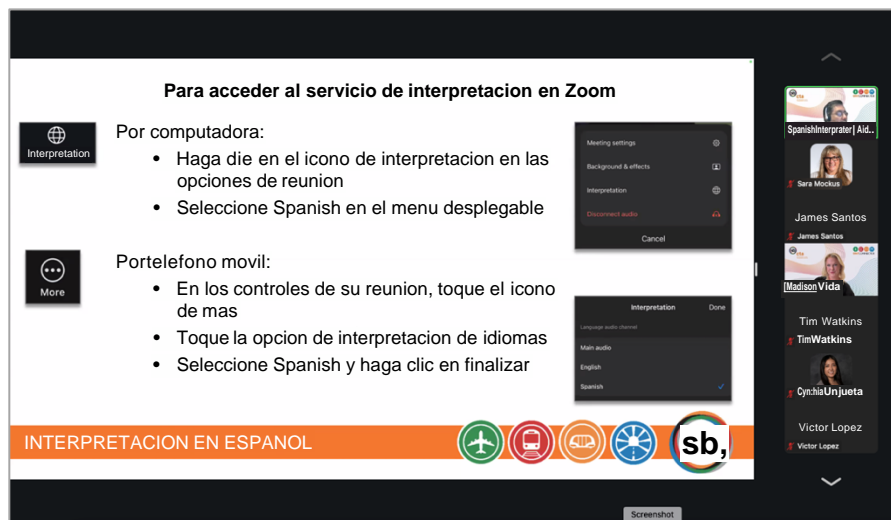 Para acceder al servicio de interpretacion en Zoom
Interpretation
Por computadora:
• Haga die en el icono de interpretacion en las
opciones de reunion
• Seleccione Spanish en el menu desplegable
More
Portelefono movil:
• En los controles de su reunion, toque el icono
de mas
• Toque la opcion de interpretacion de idiomas
• Seleccione Spanish y haga clic en finalizar
Meeting settings
Background & effects
Interpretation
Disconnect audio
Cancel
Interpretation Done
Language audio channel
Main audio
English
Spanish
INTERPRETACION EN ESPANOL
sb,
SpanishInterprater| Aid..
Sara Mockus
James Santos
James Santos
[Madison Vida
Tim Watkins
TimWatkins
Cyn:hiaUnjueta
Victor Lopez
Victor Lopez
Screenshot